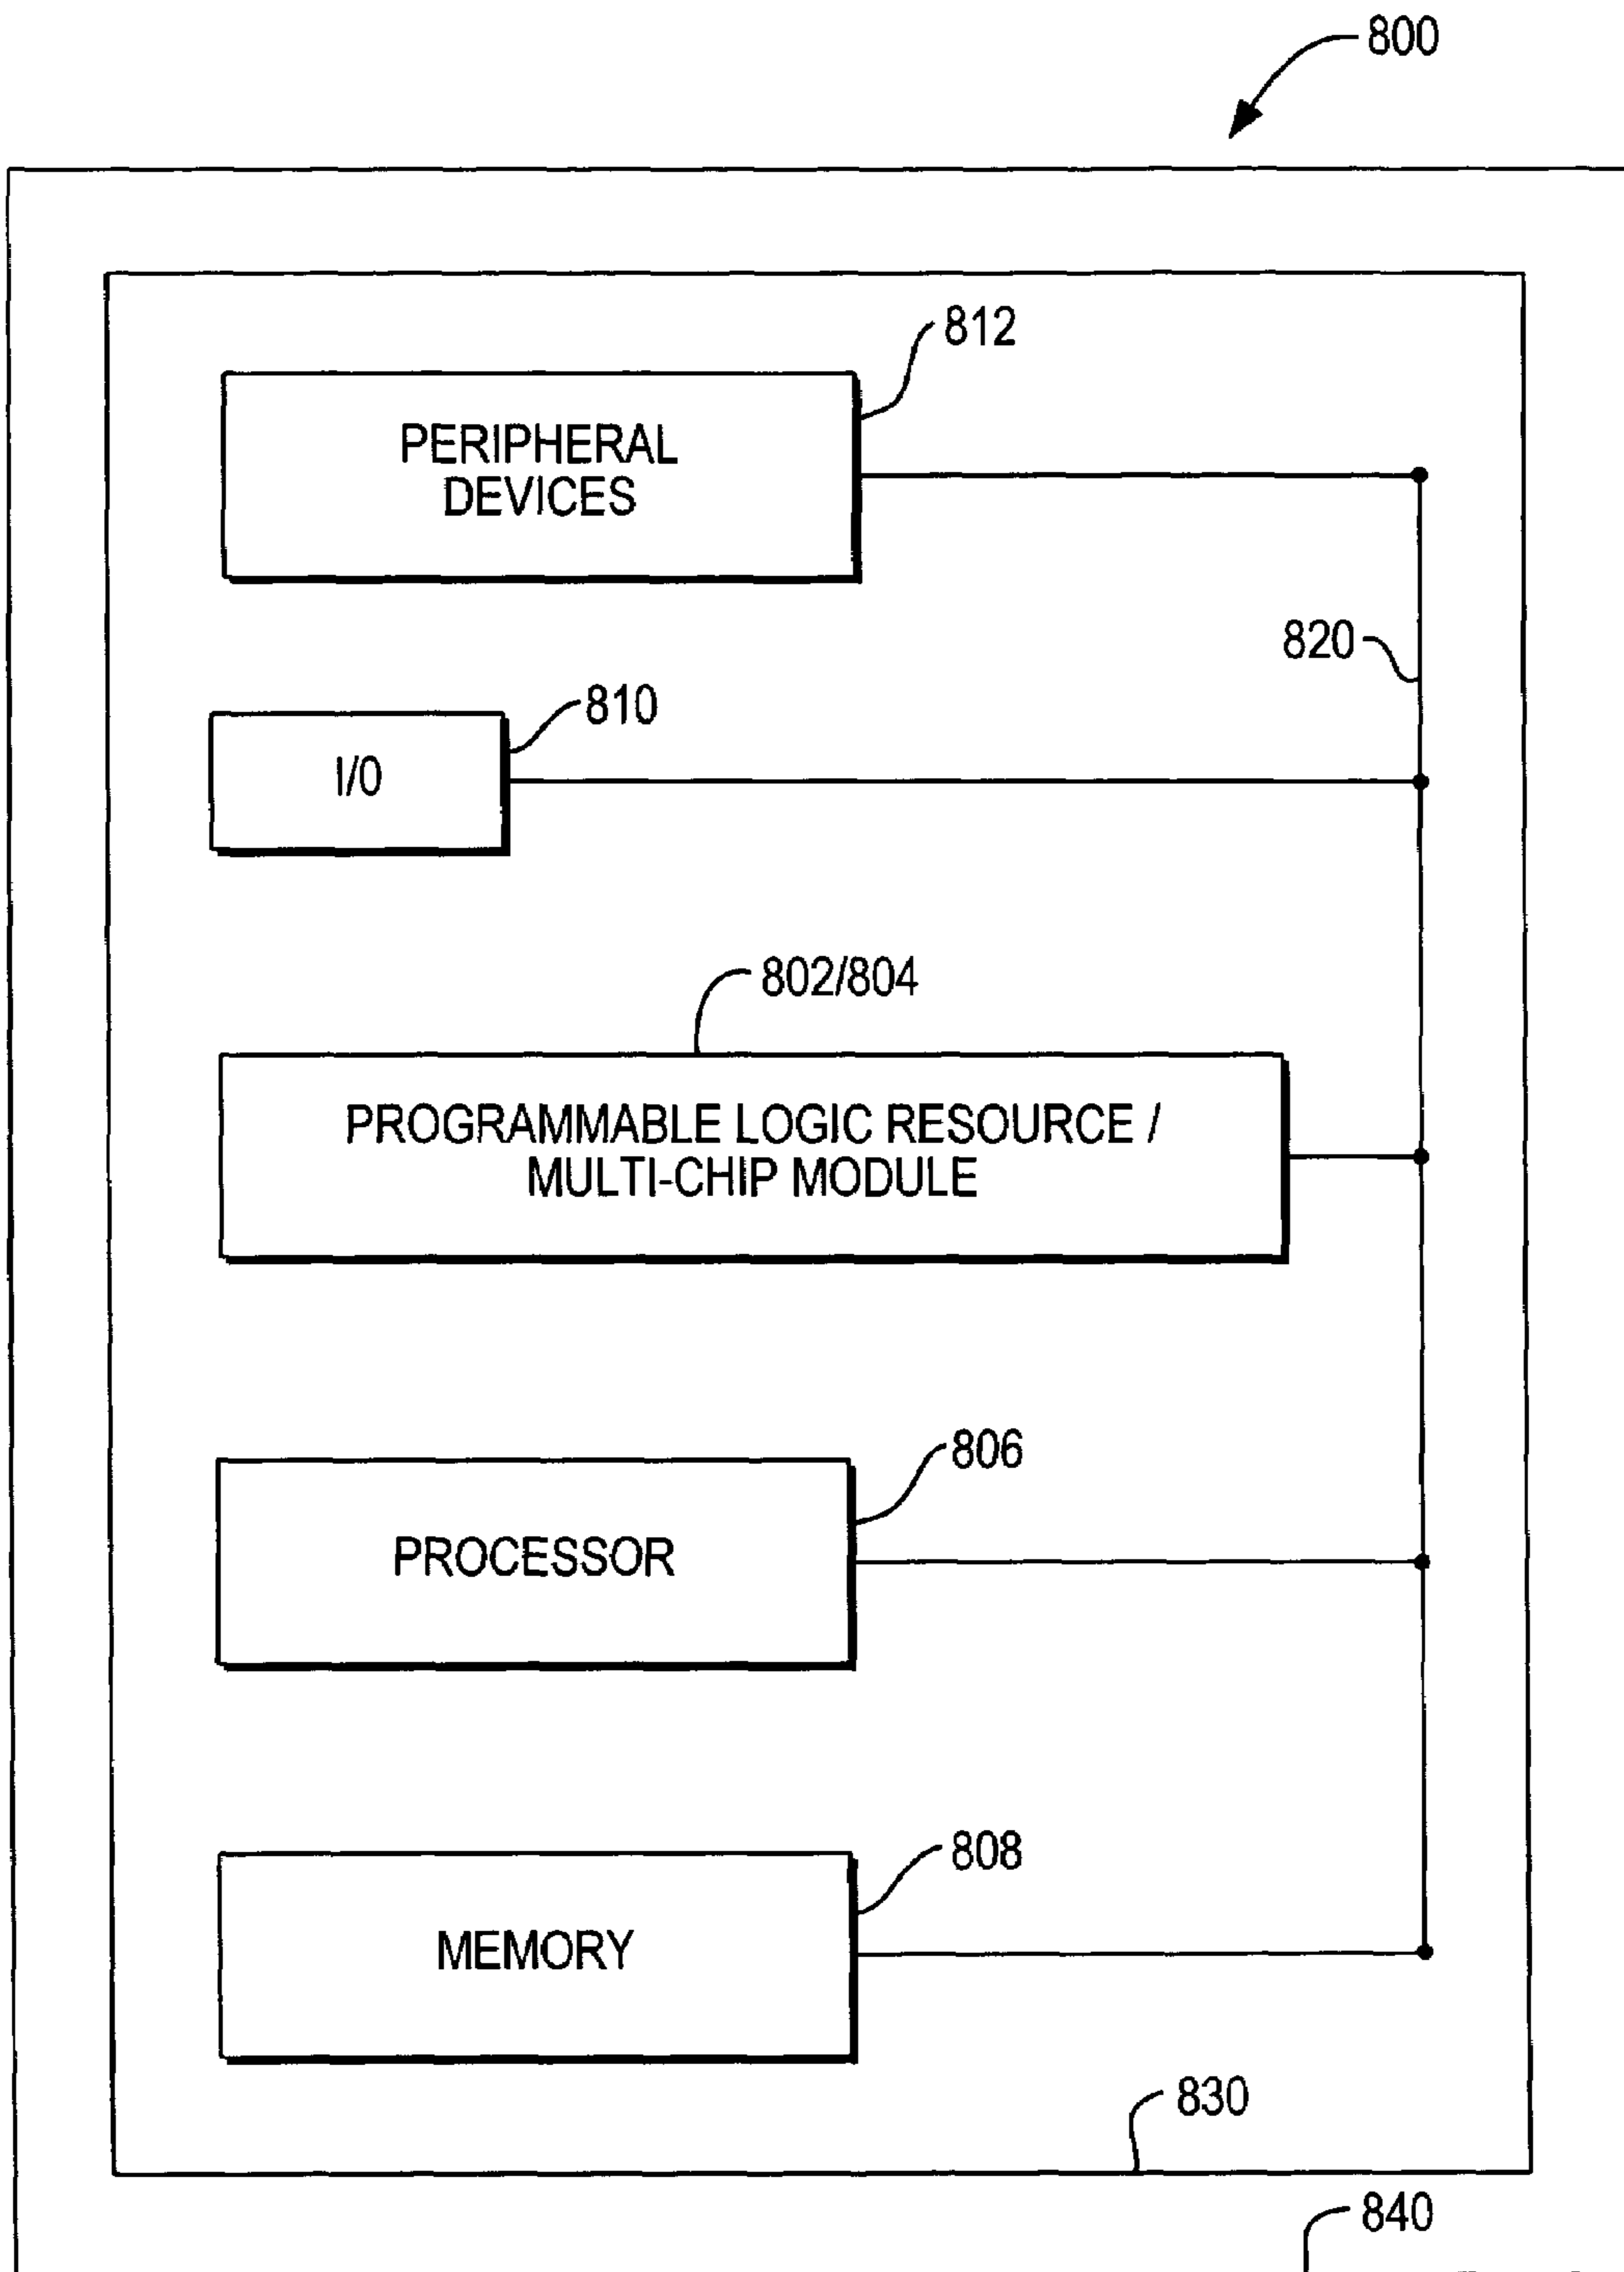 800
812
PERIPHERAL
DEVICES
820
810
I/0
802/804
PROGRAMMABLE LOGIC RESOURCE /
MULTI-CHIP MODULE
806
PROCESSOR
808
MEMORY
830
840